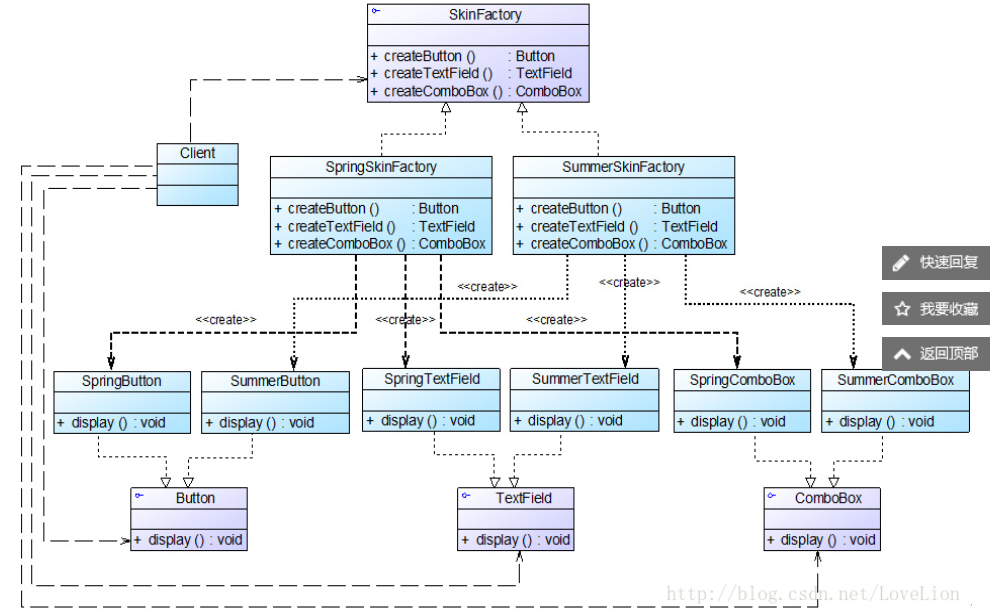 SkinFactory
+ createButton () : Button
+ createTextField () : TextField
+ createComboBox () : ComboBox
Client
SpringSkinFactory
+ createButton () : Button
+ createTextField () : TextField
+ createComboBox () : ComboBox
SummerSkinFactory
+ createButton () : Button
+ createTextField () : TextField
+ createComboBox () : ComboBox
快速回复
我要收藏
返回顶部
<<create>>
<<create>>
<<create>>
<<create>>
<<create>>
<<create>>
SpringButton
+ display () : void
SummerButton
+ display () : void
SpringTextField
+ display () : void
SummerTextField
+ display () : void
SpringComboBox
+ display () : void
SummerComboBox
+ display () : void
Button
+ display () : void
TextField
+ display () : void
ComboBox
+ display () : void
http://blog.csdn.net/LoveLion